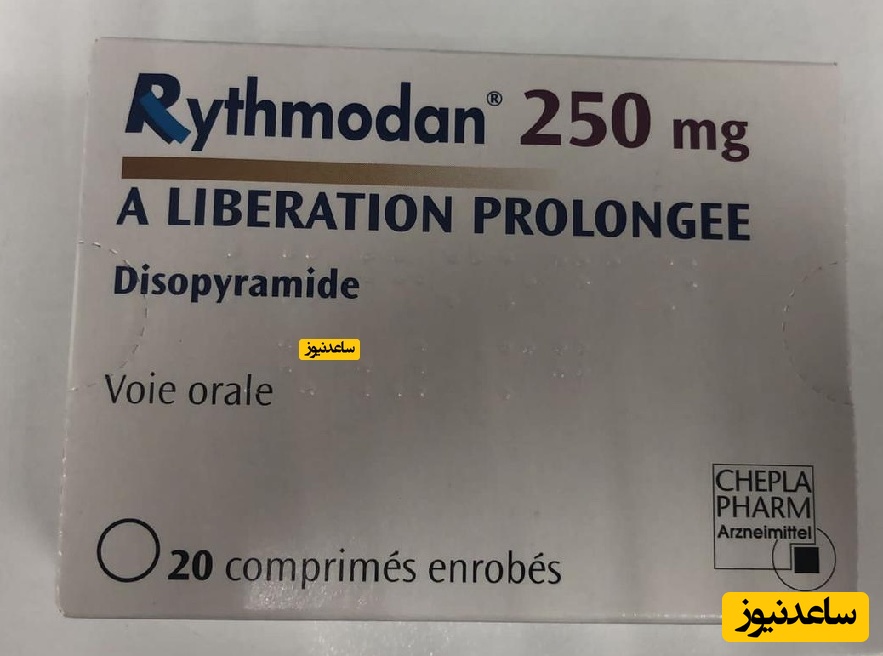 Rythmodan® 250 mg
A LIBERATION PROLONGEE
Disopyramide
ساعدنیوز
Voie orale
CHEPLA
PHARM
Arzneimittel
20 comprimés enrobés
ساعدنیوز